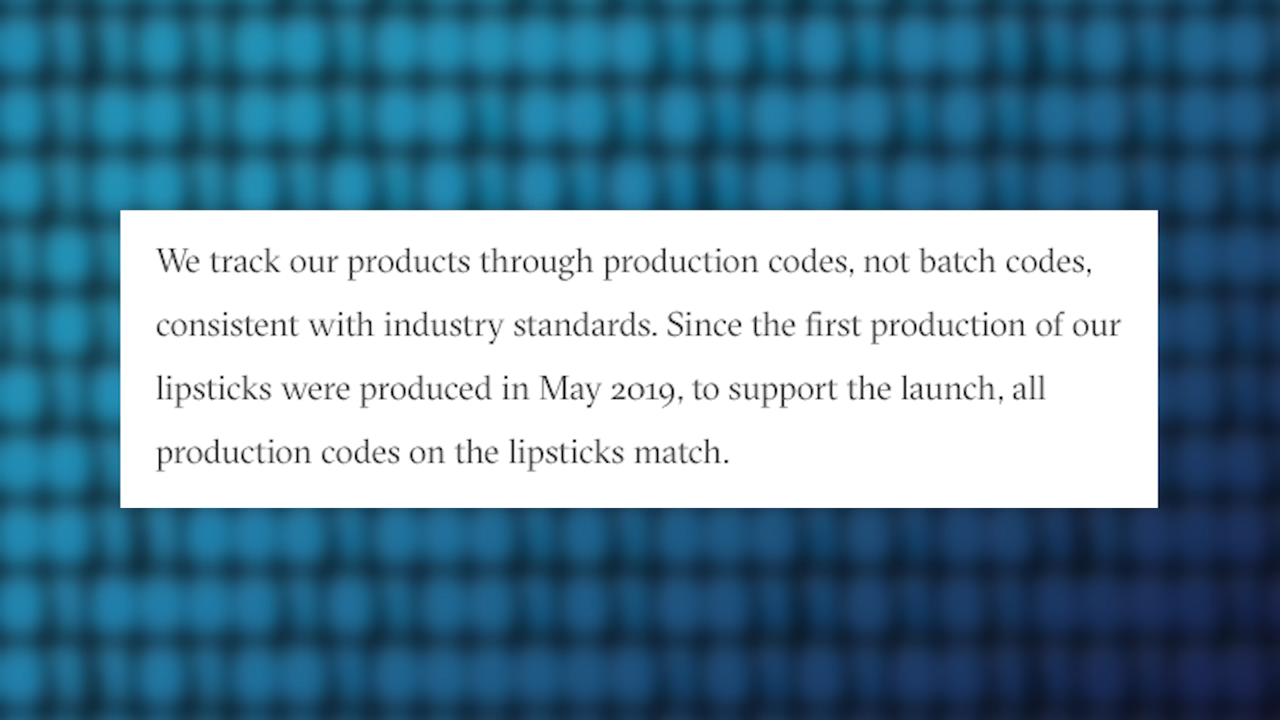 We track our products through production codes, not batch codes,
consistent with industry standards. Since the first production of our
lipsticks were produced in May 2019, to support the launch, all
production codes on the lipsticks match.